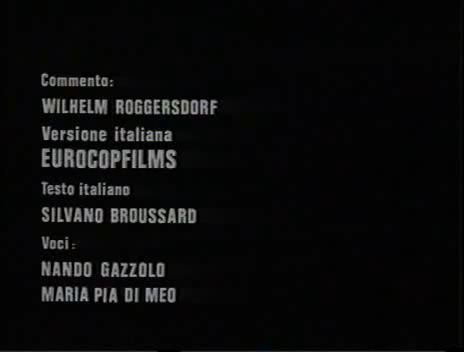 Commento:
WILHELM ROGGERSDORF
Versione italiana
EUROCOPFILMS
Testo italiano
SILVANO BROUSSARD
Voci:
NANDO GAZZOLO
MARIA PIA DI MEO